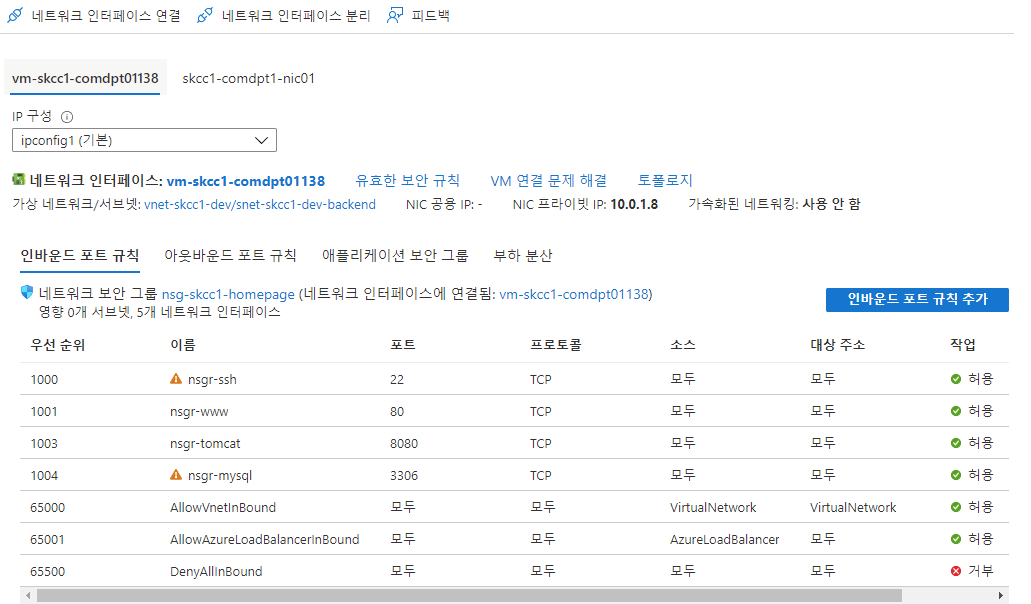 네트워크 인터페이스 연결 네트워크 인터페이스 분리 피드백
vm-skcc1-comdpt01138 skcc1-comdpt1-nic01
IP 구성
ipconfig1 (기본)
네트워크 인터페이스: vm-skcc1-comdpt01138 유효한 보안 규칙 VM 연결 문제 해결 토폴로지
가상 네트워크/서브넷: vnet-skcc1-dev/snet-skcc1-dev-backend NIC 공용 IP: - NIC 프라이빗 IP: 10.0.1.8 가속화된 네트워킹: 사용 안 함
인바운드 포트 규칙 아웃바운드 포트 규칙 애플리케이션 보안 그룹 부하 분산
네트워크 보안 그룹 nsg-skcc1-homepage (네트워크 인터페이스에 연결됨: vm-skcc1-comdpt01138)
영향 0개 서브넷, 5개 네트워크 인터페이스
인바운드 포트 규칙 추가
우선 순위 이름 포트 프로토콜 소스 대상 주소 작업
1000 nsgr-ssh 22 TCP 모두 모두 허용
1001 nsgr-www 80 TCP 모두 모두 허용
1003 nsgr-tomcat 8080 TCP 모두 모두 허용
1004 nsgr-mysql 3306 TCP 모두 모두 허용
65000 AllowVnetInBound 모두 모두 VirtualNetwork VirtualNetwork 허용
65001 AllowAzureLoadBalancerInBound 모두 모두 AzureLoadBalancer 모두 허용
65500 DenyAllInBound 모두 모두 모두 모두 거부